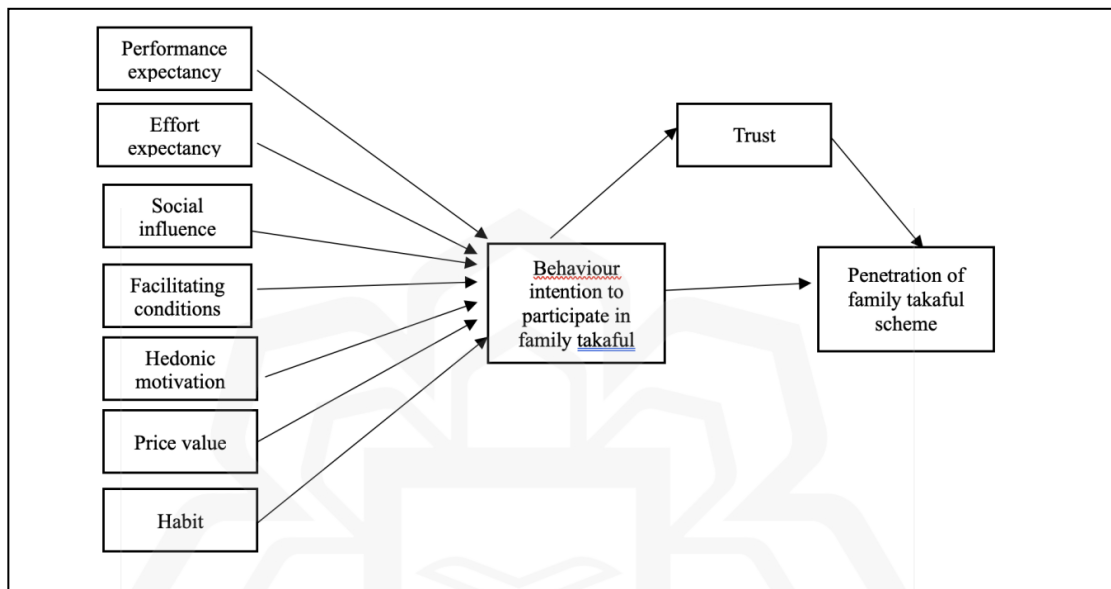 Performance
expectancy
Effort
expectancy
Social
influence
Facilitating
conditions
Hedonic
motivation
Price value
Habit
Behaviour
intention to
participate in
family takaful
Trust
Penetration of
family takaful
scheme